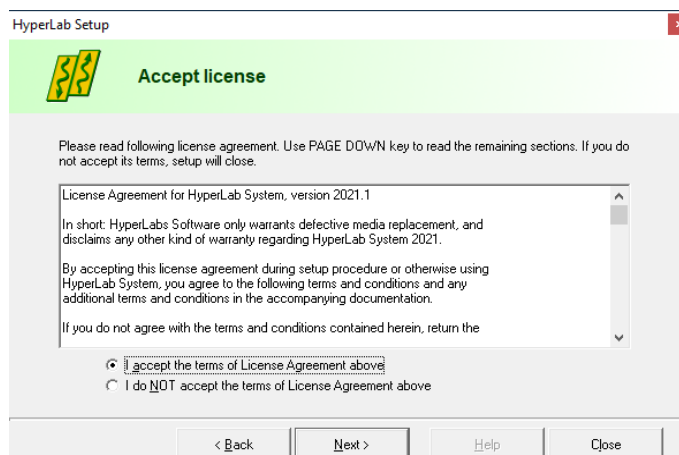 HyperLab Setup
Accept license
Please read following license agreement. Use PAGE DOWN key to read the remaining sections. If you do
not accept its terms, setup will close.
License Agreement for HyperLab System, version 2021.1
In short: HyperLabs Software only warrants defective media replacement, and
disclaims any other kind of warranty regarding HyperLab System 2021.
By accepting this license agreement during setup procedure or otherwise using
HyperLab System, you agree to the following terms and conditions and any
additional terms and conditions in the accompanying documentation.
If you do not agree with the terms and conditions contained herein, return the
I accept the terms of License Agreement above
I do NOT accept the terms of License Agreement above
< Back Next > Help Close